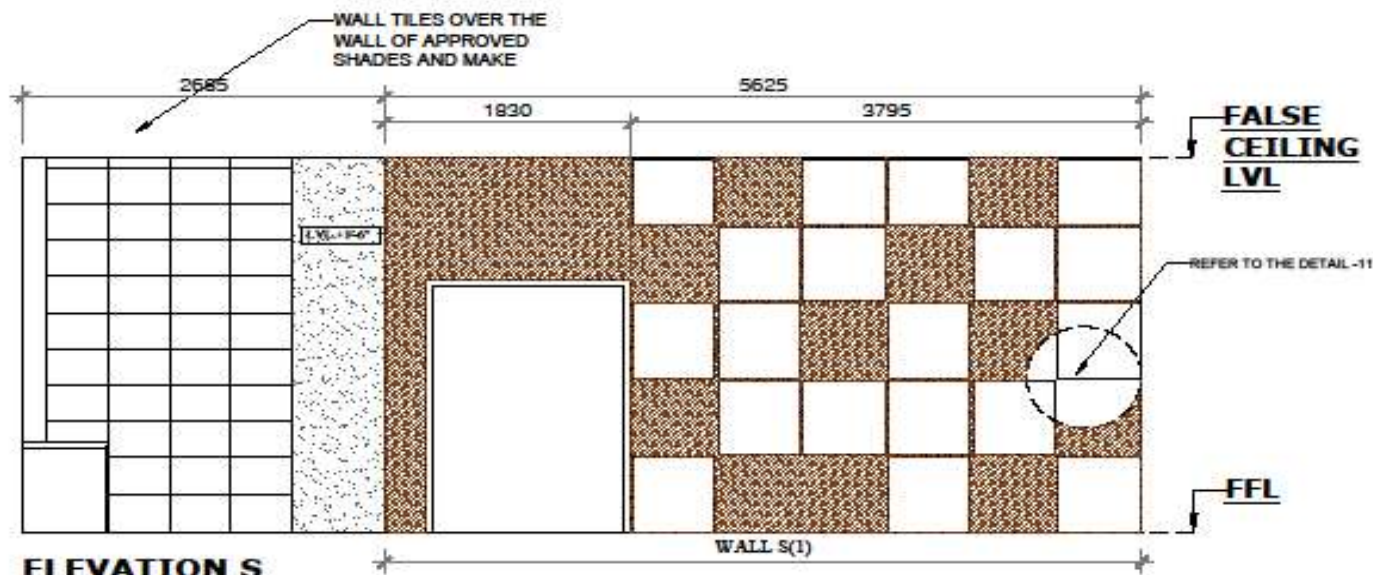 WALL TILES OVER THE
WALL OF APPROVED
SHADES AND MAKE
2685
5625
1830
3795
FALSE
CEILING
LVL
REFER TO THE DETAIL -11
FFL
WALL S(1)
ELEVATION S